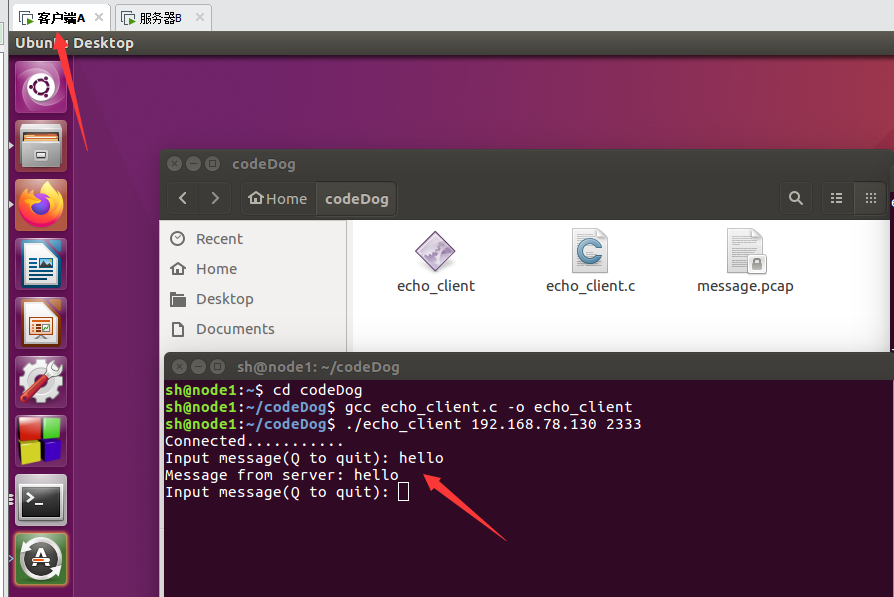 客户端A
服务器B
Ubuntu Desktop
codeDog
Home
codeDog
Recent
Home
Desktop
Documents
echo_client
echo_client.c
message.pcap
sh@node1: ~/codeDog
sh@node1:~$ cd codeDog
sh@node1:~/codeDog$ gcc echo_client.c -o echo_client
sh@node1:~/codeDog$ ./echo_client 192.168.78.130 2333
Connected...........
Input message(Q to quit): hello
Message from server: hello
Input message(Q to quit):